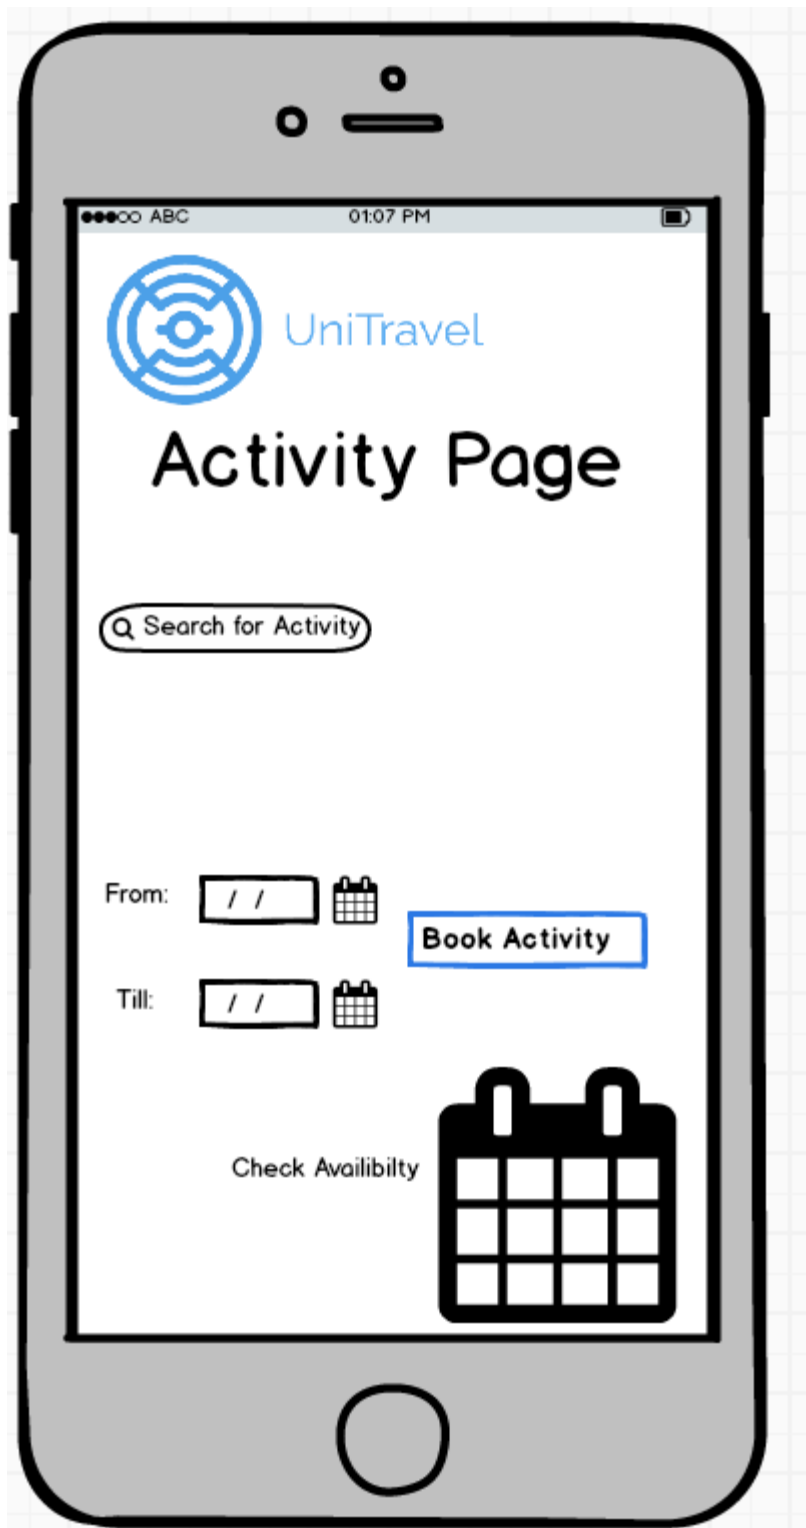 ABC 01:07 PM
UniTravel
Activity Page
Search for Activity
From: / /
Book Activity
Till: / /
Check Availibilty